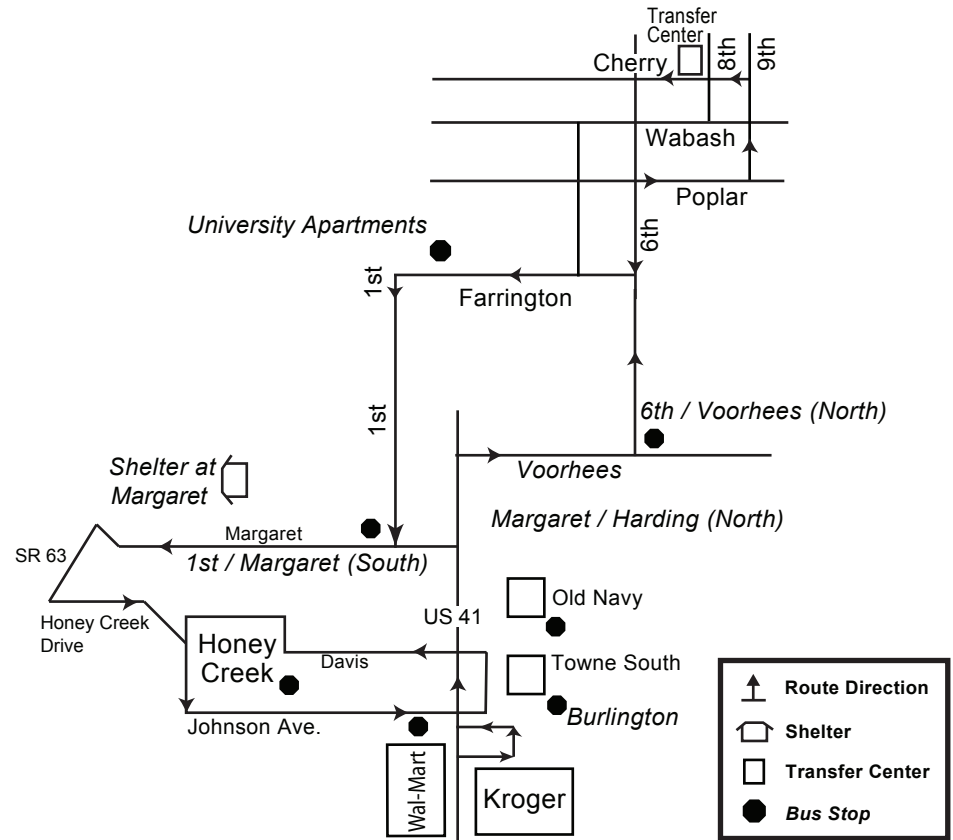 Transfer
Center
8th
9th
Cherry
Wabash
Poplar
University Apartments
6th
1st
Farrington
1st
6th / Voorhees (North)
Shelter at
Margaret
Voorhees
Margaret / Harding (North)
Margaret
SR 63
1st / Margaret (South)
Old Navy
US 41
Honey Creek
Drive
Honey
Creek
Davis
Towne South
Burlington
Johnson Ave.
Wal-Mart
Kroger
Route Direction
Shelter
Transfer Center
Bus Stop